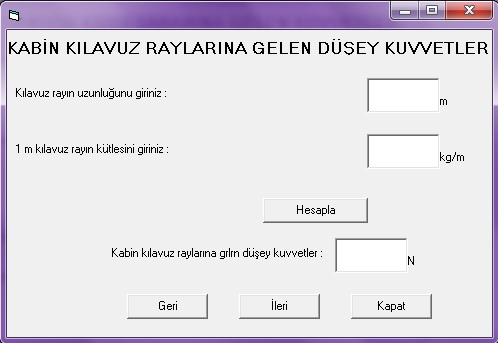 KABİN KILAVUZ RAYLARINA GELEN DÜŞEY KUVVETLER
Kılavuz rayın uzunluğunu giriniz :
m
1 m kılavuz rayın kütlesini giriniz :
kg/m
Hesapla
Kabin kılavuz raylarına grlrn düşey kuvvetler :
N
Geri
İleri
Kapat